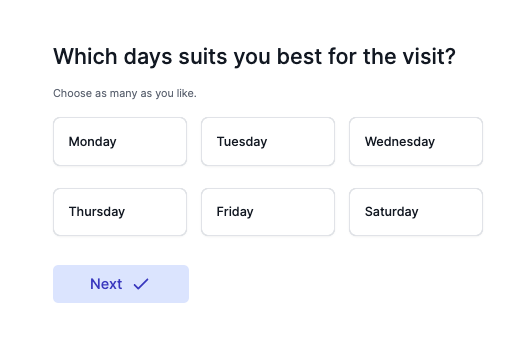 Which days suits you best for the visit?
Choose as many as you like.
Monday Tuesday Wednesday
Thursday Friday Saturday
Next